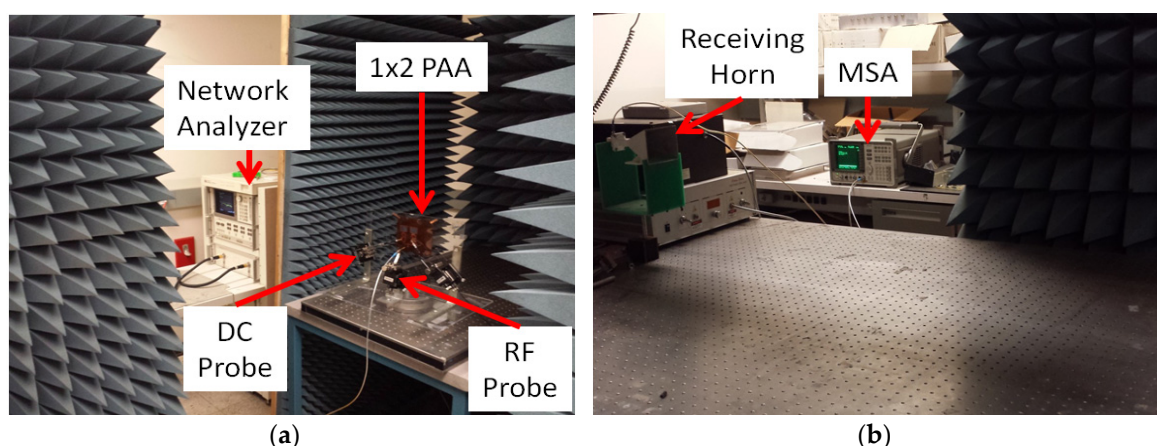 Network
Analyzer
1x2 PAA
DC
Probe
RF
Probe
(a)
Receiving
Horn
MSA
(b)